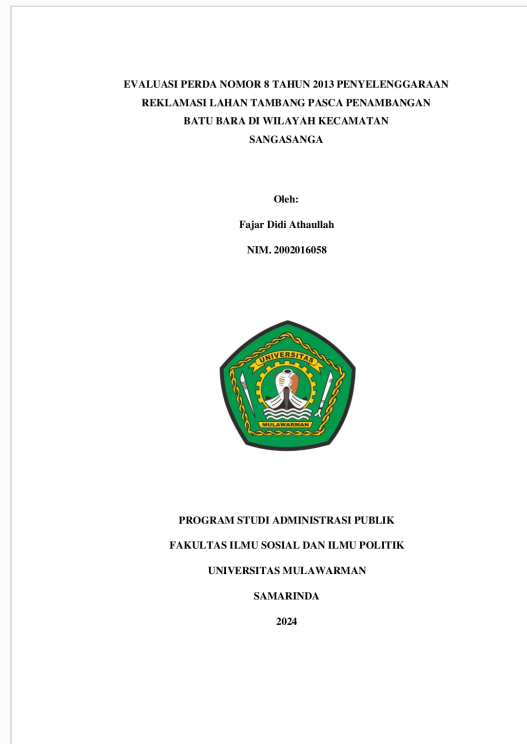 EVALUASI PERDA NOMOR 8 TAHUN 2013 PENYELENGGARAAN
REKLAMASI LAHAN TAMBANG PASCA PENAMBANGAN
BATU BARA DI WILAYAH KECAMATAN
SANGASANGA
Oleh:
Fajar Didi Athaullah
NIM. 2002016058
UNIVERSITAS
MULAWARMAN
PROGRAM STUDI ADMINISTRASI PUBLIK
FAKULTAS ILMU SOSIAL DAN ILMU POLITIK
UNIVERSITAS MULAWARMAN
SAMARINDA
2024